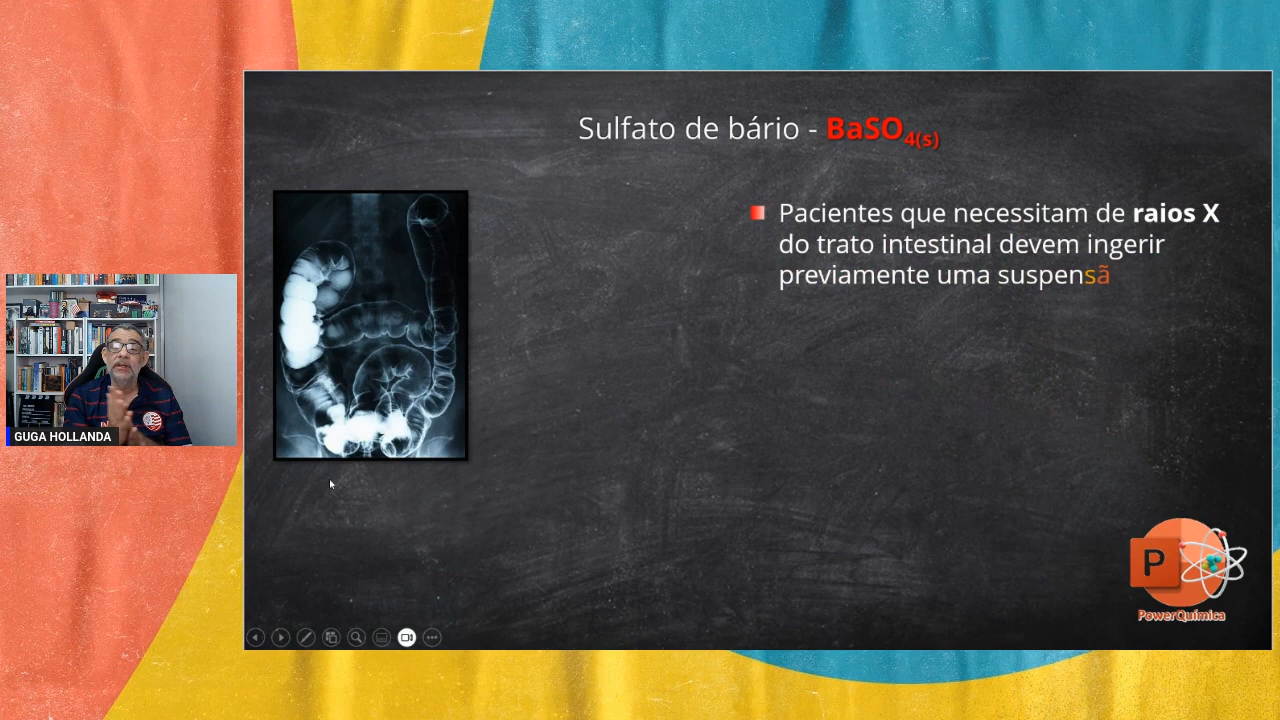 Sulfato de bário - BaSO4(s)
Pacientes que necessitam de raios X
do trato intestinal devem ingerir
previamente uma suspensã
GUGA HOLLANDA
P
PowerQuímica